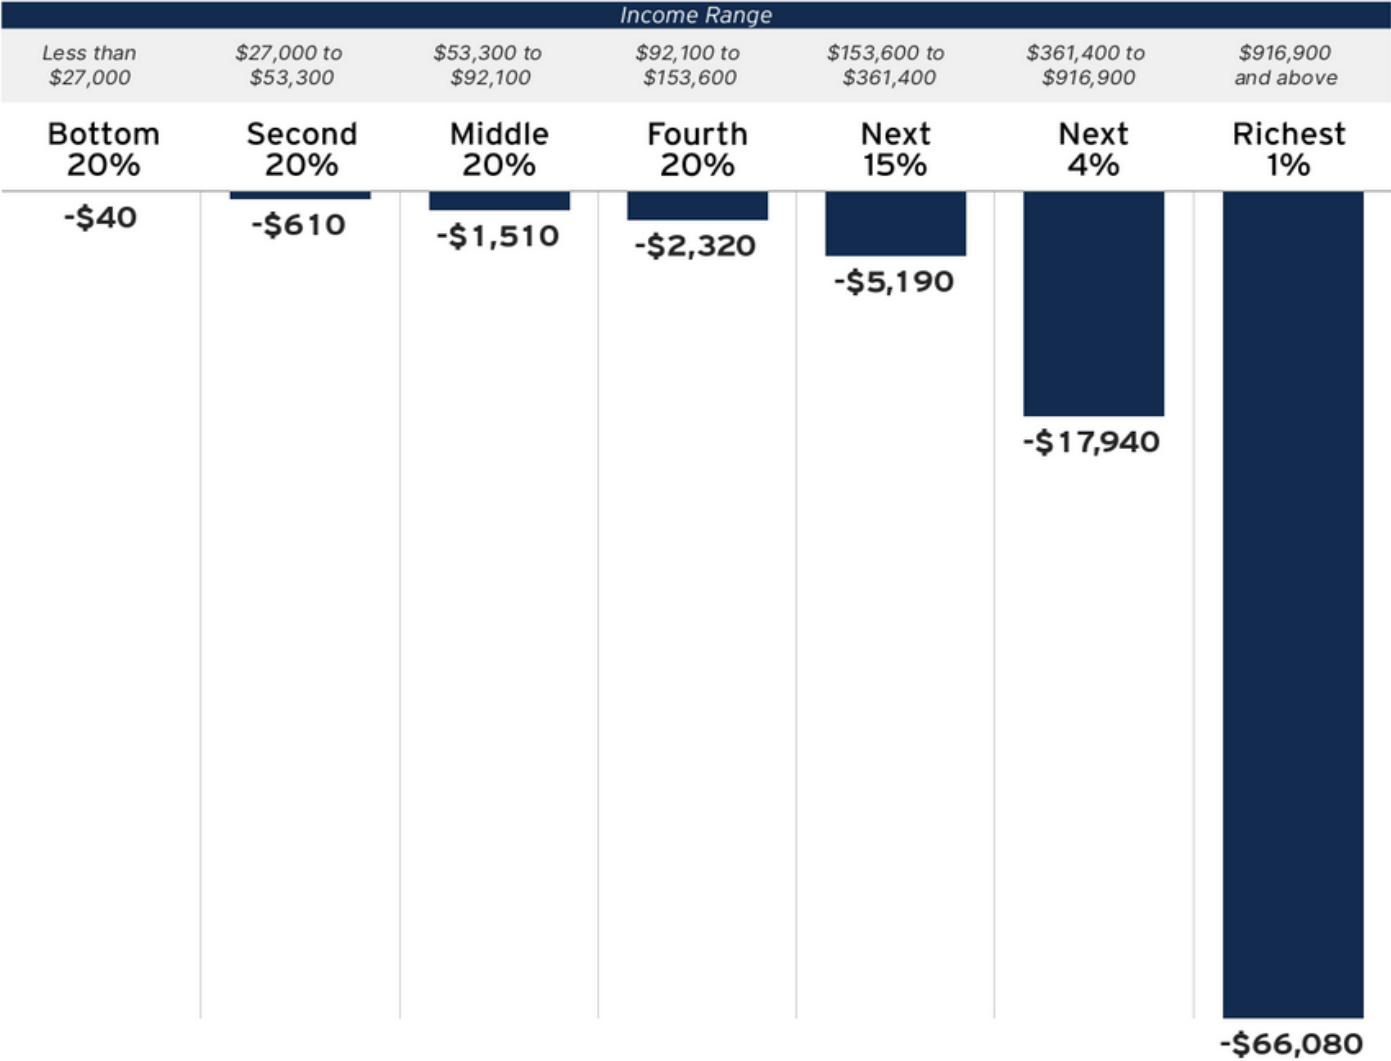 Income Range
Less than
$27,000
$27,000 to
$53,300
$53,300 to
$92,100
$92,100 to
$153,600
$153,600 to
$361,400
$361,400 to
$916,900
$916,900
and above
Bottom
20%
Second
20%
Middle
20%
Fourth
20%
Next
15%
Next
4%
Richest
1%
-$40
-$610
-$1,510
-$2,320
-$5,190
-$17,940
-$66,080